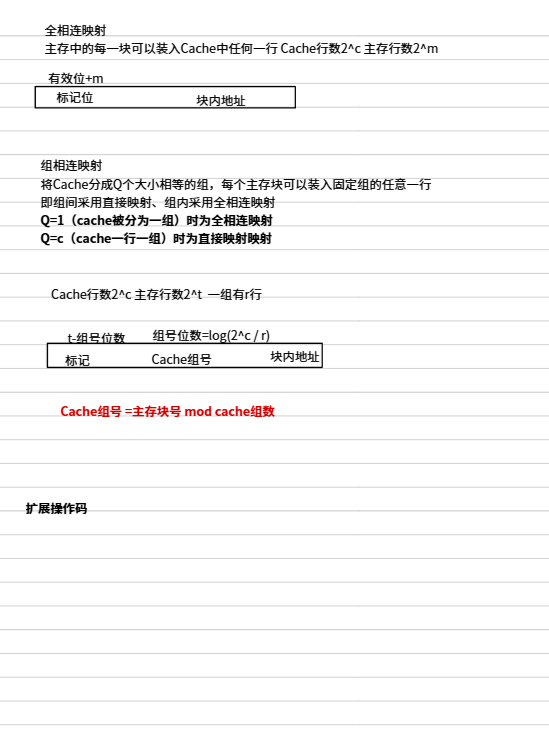 全相连映射
主存中的每一块可以装入Cache中任何一行 Cache行数2^c 主存行数2^m
有效位+m
标记位 块内地址
组相连映射
将Cache分成Q个大小相等的组，每个主存块可以装入固定组的任意一行
即组间采用直接映射、组内采用全相连映射
Q=1（cache被分为一组）时为全相连映射
Q=c（cache一行一组）时为直接映射映射
Cache行数2^c 主存行数2^t 一组有r行
t-组号位数 组号位数=log(2^c / r)
标记 Cache组号 块内地址
Cache组号 =主存块号 mod cache组数
扩展操作码